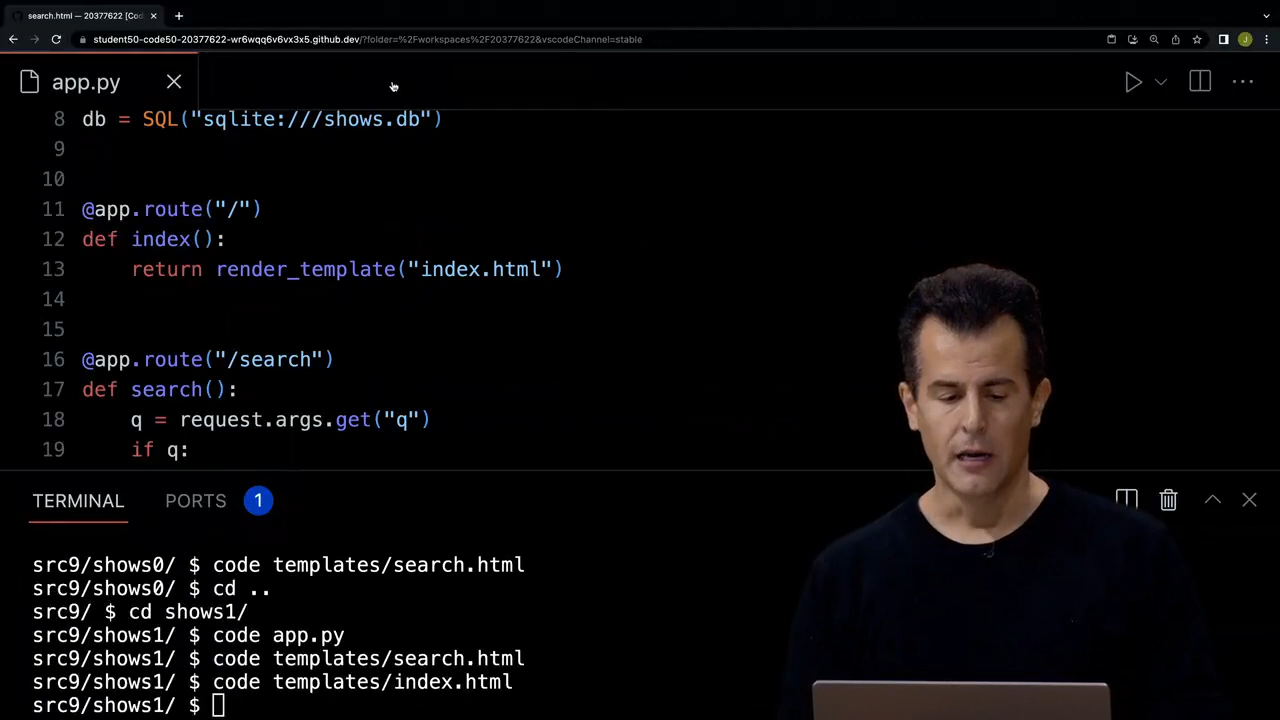 search.html — 20377622 [Cod
student50-code50-20377622-wr6wqq6v6vx3x5.github.dev/?folder=%2Fworkspaces%2F20377622&vscodeChannel=stable
J
app.py
8 db = SQL("sqlite:///shows.db")
9
10
11 @app.route("/")
12 def index():
13 return render_template("index.html")
14
15
16 @app.route("/search")
17 def search():
18 q = request.args.get("q")
19 if q:
TERMINAL PORTS 1
src9/shows0/ $ code templates/search.html
src9/shows0/ $ cd ..
src9/ $ cd shows1/
src9/shows1/ $ code app.py
src9/shows1/ $ code templates/search.html
src9/shows1/ $ code templates/index.html
src9/shows1/ $